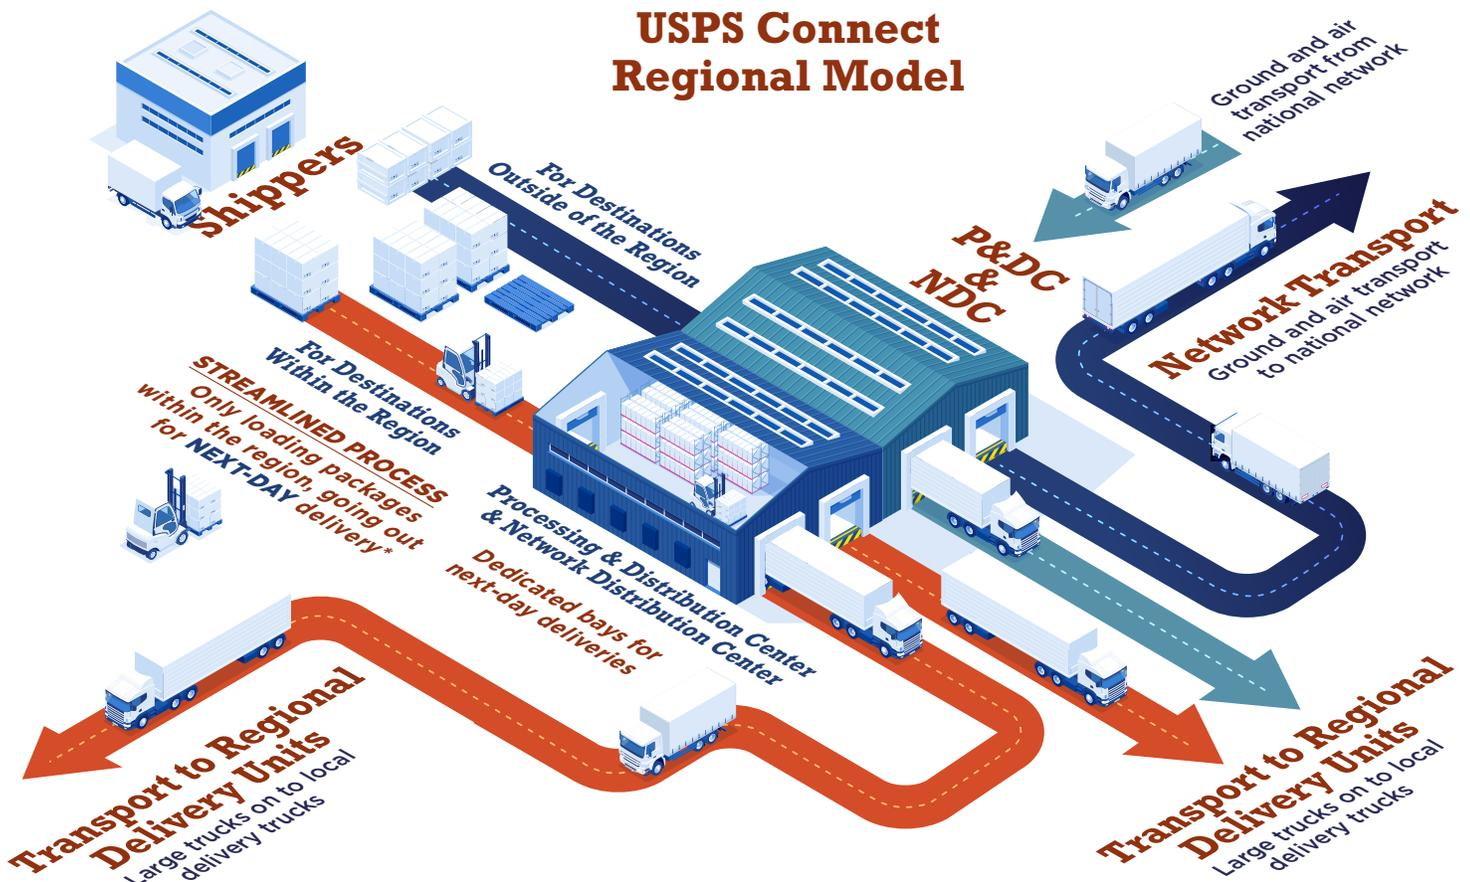 USPS Connect
Regional Model
Shippers
For Destinations
Outside of the Region
Ground and air
transport from
national network
P&DC
&
NDC
Network Transport
Ground and air transport
to national network
For Destinations
Within the Region
STREAMLINED PROCESS
Only loading packages
within the region, going out
for NEXT-DAY delivery*
Processing & Distribution Center
& Network Distribution Center
Dedicated bays for
next-day deliveries
Transport to Regional
Delivery Units
Large trucks on to local
delivery trucks
Transport to Regional
Delivery Units
Large trucks on to local
delivery trucks